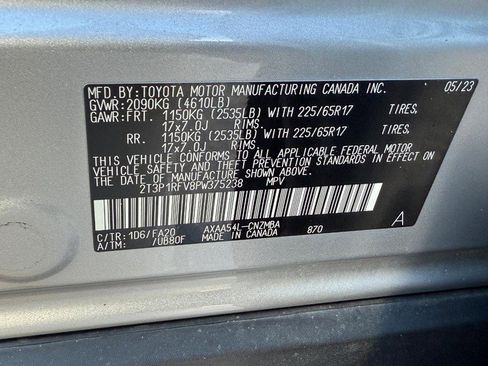 MFD.BY:TOYOTA MOTOR MANUFACTURING CANADA INC. 05/23
GVWR:2090KG (4610LB)
GAWR:FRT. 1150KG (2535LB) WITH 225/65R17 TIRES,
17x7.0J RIMS.
RR. 1150KG (2535LB) WITH 225/65R17 TIRES,
17x7.0J RIMS.
THIS VEHICLE CONFORMS TO ALL APPLICABLE FEDERAL MOTOR
VEHICLE SAFETY, BUMPER, AND THEFT PREVENTION STANDARDS
IN EFFECT ON THE DATE OF MANUFACTURE SHOWN ABOVE.
2T3P1RFV8PW375238 MPV
C/TR:1D6/FA20 AXAA54L-CNZMBA A
A/TM: /UB80F MADE IN CANADA 870